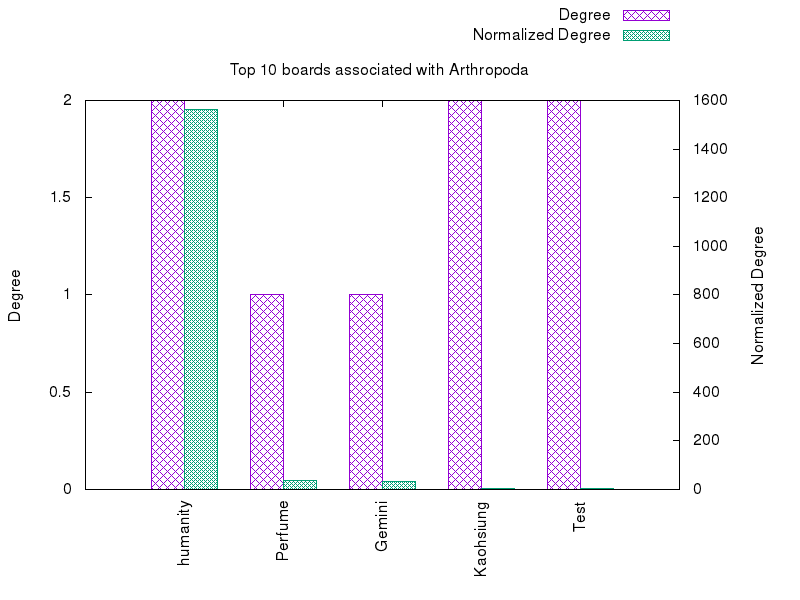 Degree
Normalized Degree
Top 10 boards associated with Arthropoda
2
1.5
1
0.5
0
1600
1400
1200
1000
800
600
400
200
0
Degree
Normalized Degree
humanity
Perfume
Gemini
Kaohsiung
Test